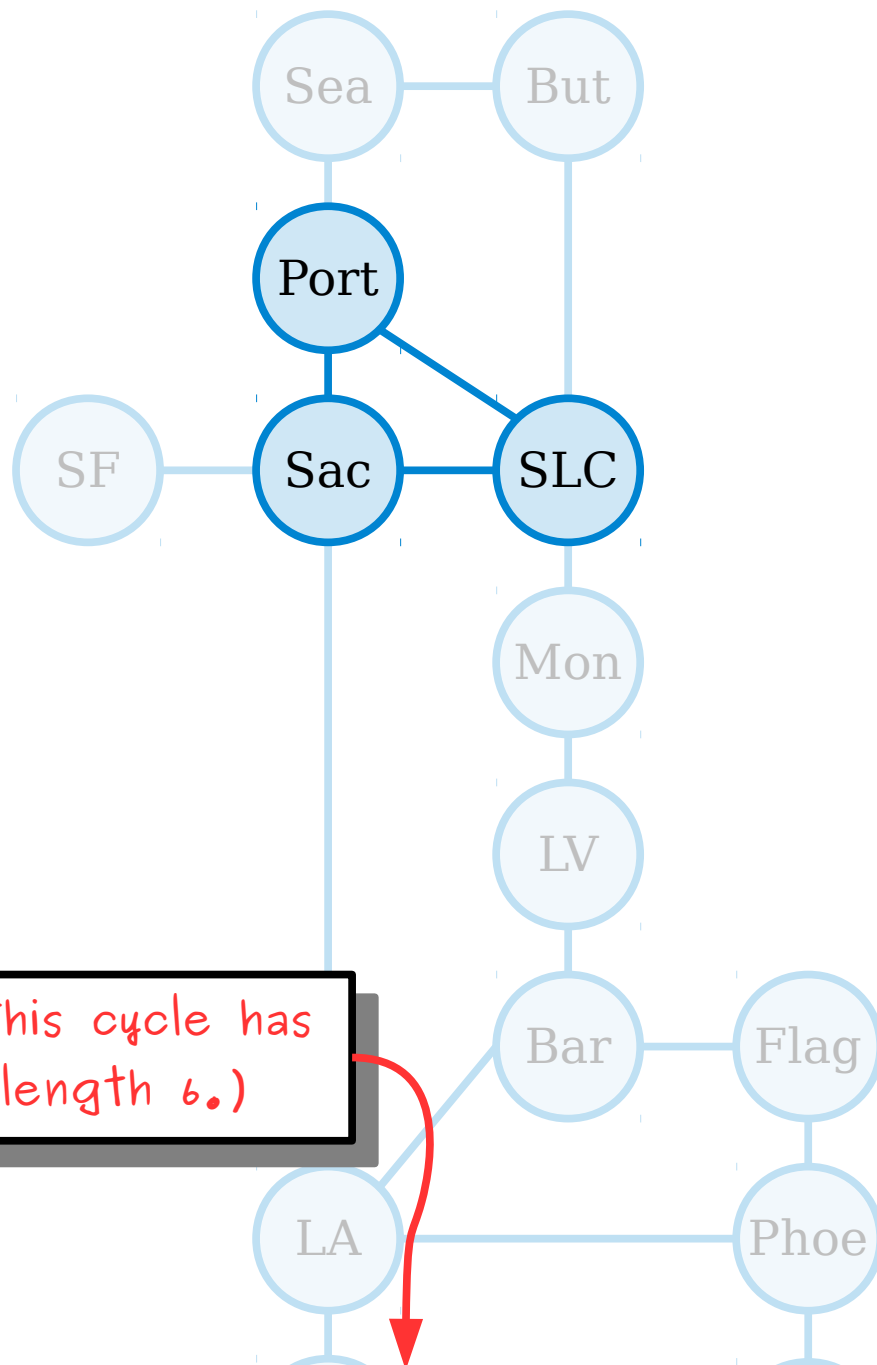 Sea But
Port
SF Sac SLC
Mon
LV
his cycle has
length 6.)
Bar Flag
LA Phoe